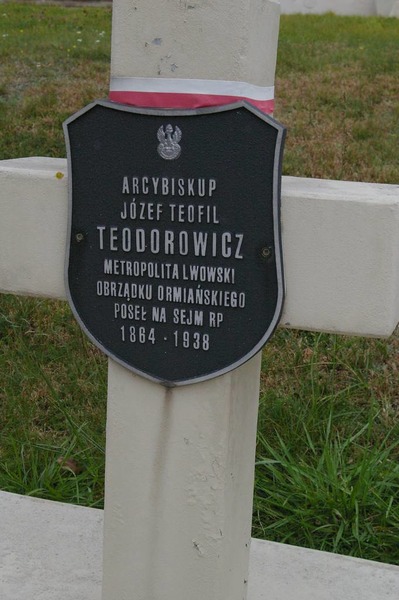 ARCYBISKUP
JÓZEF TEOFIL
TEODOROWICZ
METROPOLITA LWOWSKI
OBRZĄDKU ORMIAŃSKIEGO
POSEŁ NA SEJM RP
1864 - 1938